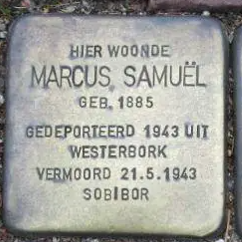 HIER WOONDE
MARCUS SAMUËL
GEB. 1885
GEDEPORTEERD 1943 UIT
WESTERBORK
VERMOORD 21.5.1943
SOBIBOR